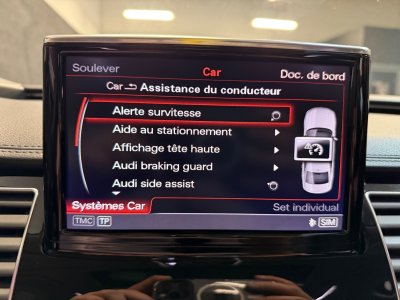 Soulever Car Doc. de bord
Car Assistance du conducteur
Alerte survitesse
Aide au stationnement
Affichage tête haute
Audi braking guard
Audi side assist
Systèmes Car Set individual
TMC TP SIM